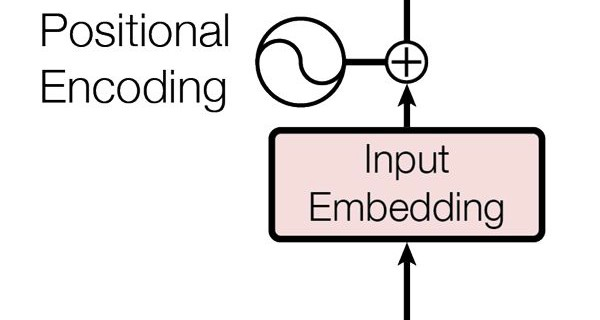 Positional
Encoding
Input
Embedding